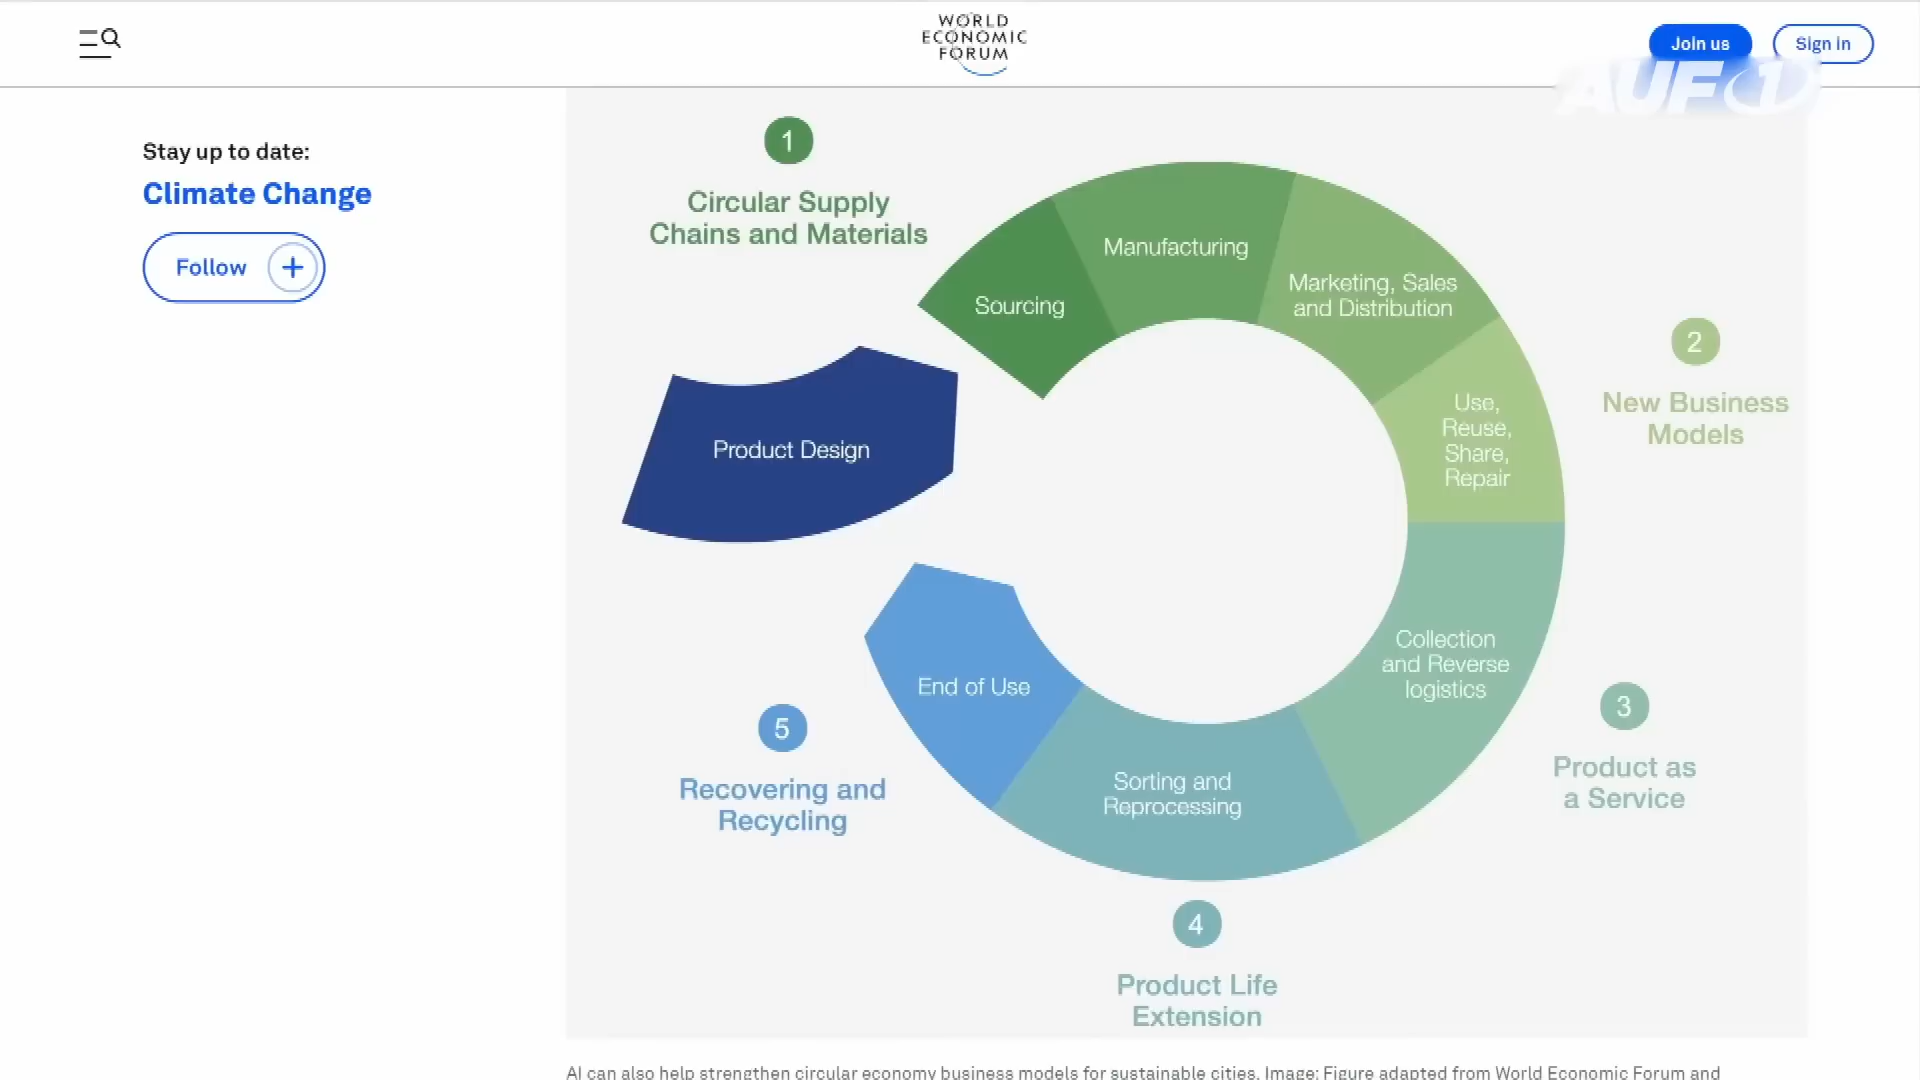 WORLD
ECONOMIC
FORUM
Join us
Sign in
AUF1
Stay up to date:
Climate Change
Follow
1
Circular Supply
Chains and Materials
Sourcing
Manufacturing
Marketing, Sales
and Distribution
2
New Business
Models
Use,
Reuse,
Share,
Repair
Product Design
Collection
and Reverse
logistics
3
Product as
a Service
End of Use
5
Recovering and
Recycling
Sorting and
Reprocessing
4
Product Life
Extension
AI can also help strengthen circular economy business models for sustainable cities. Image: Figure adapted from World Economic Forum and